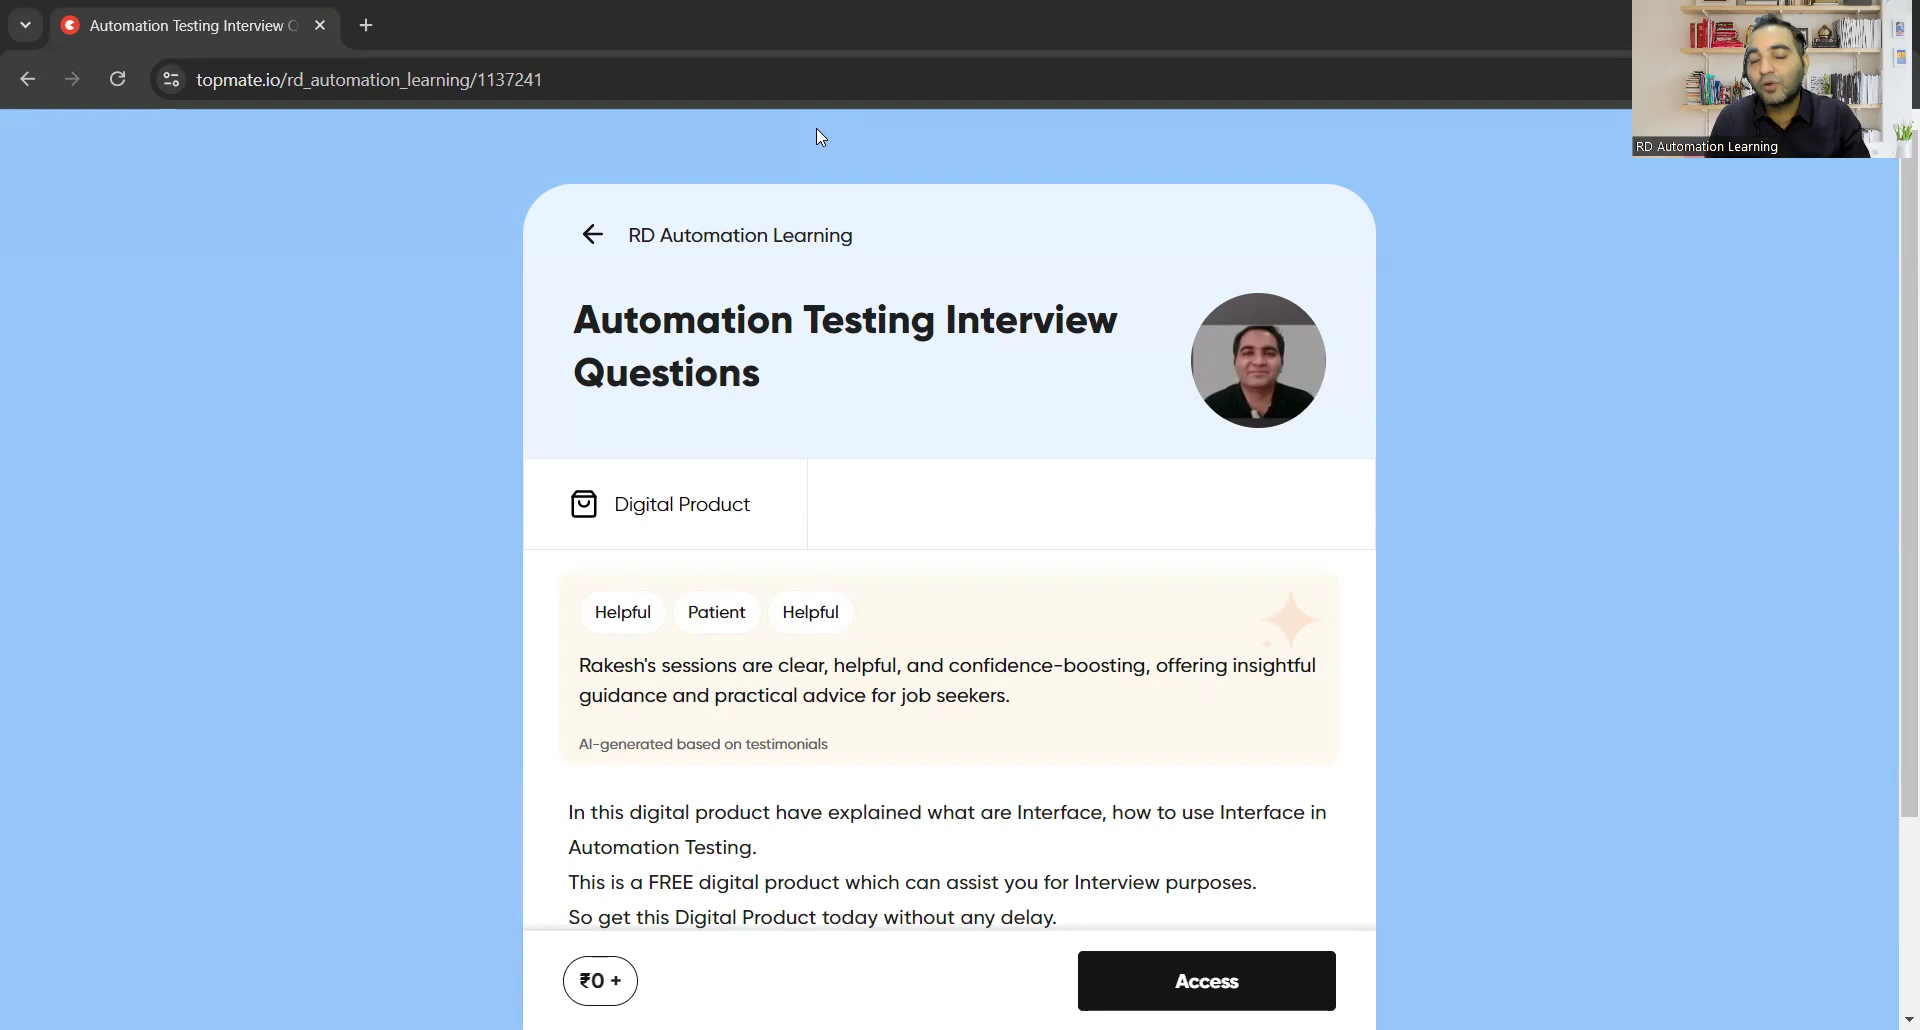 Automation Testing Interview Q
topmate.io/rd_automation_learning/1137241
RD Automation Learning
RD Automation Learning
Automation Testing Interview
Questions
Digital Product
Helpful Patient Helpful
Rakesh's sessions are clear, helpful, and confidence-boosting, offering insightful
guidance and practical advice for job seekers.
AI-generated based on testimonials
In this digital product have explained what are Interface, how to use Interface in
Automation Testing.
This is a FREE digital product which can assist you for Interview purposes.
So get this Digital Product today without any delay.
₹0 +
Access